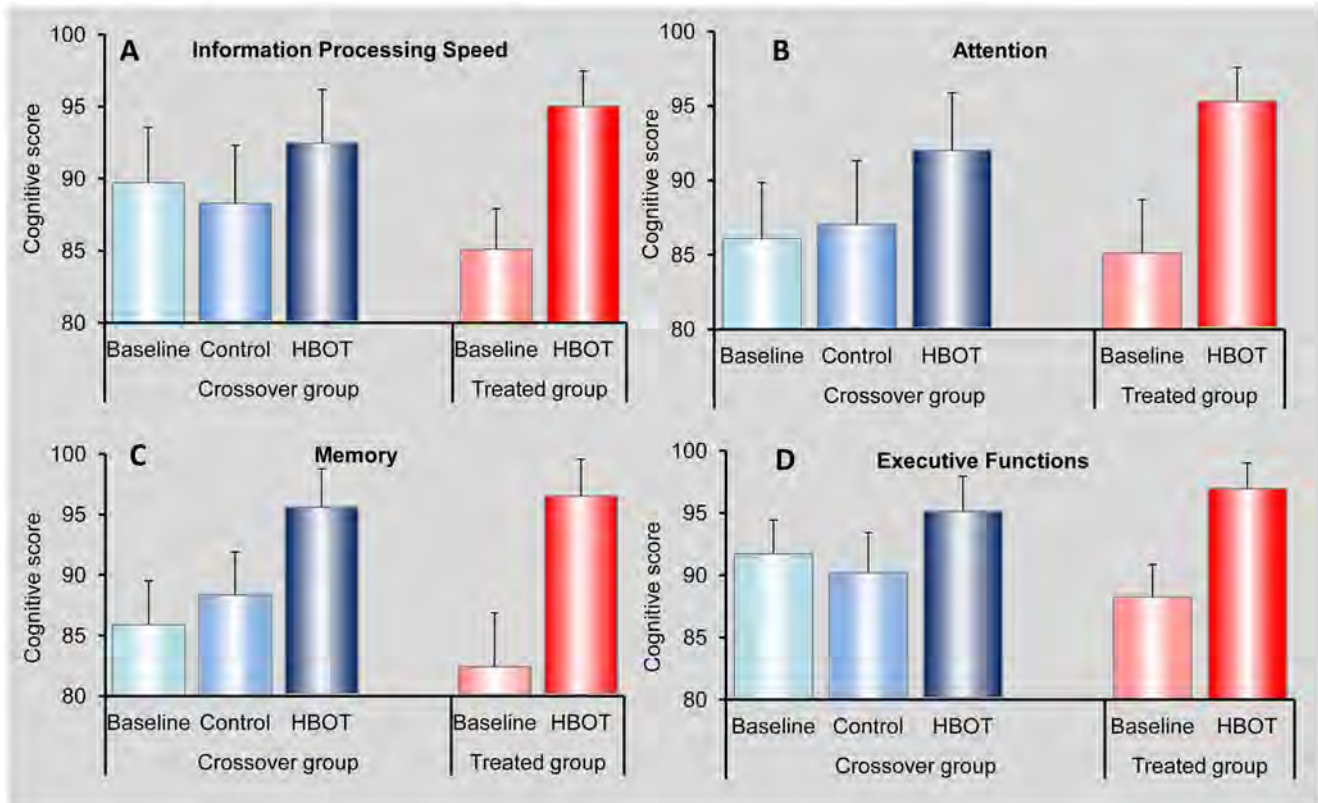 A Information Processing Speed
Cognitive score
100
95
90
85
80
Baseline Control HBOT Baseline HBOT
Crossover group Treated group
B Attention
Cognitive score
100
95
90
85
80
Baseline Control HBOT Baseline HBOT
Crossover group Treated group
C Memory
Cognitive score
100
95
90
85
80
Baseline Control HBOT Baseline HBOT
Crossover group Treated group
D Executive Functions
Cognitive score
100
95
90
85
80
Baseline Control HBOT Baseline HBOT
Crossover group Treated group